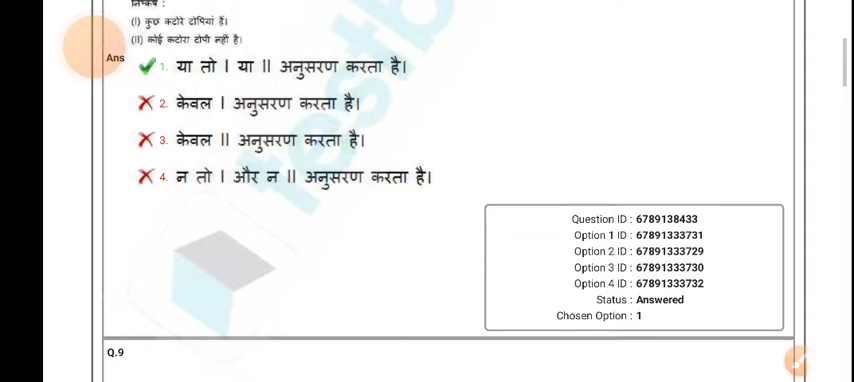 निष्कर्ष :
(I) कुछ कटोरे टोपियां हैं।
(II) कोई कटोरा टोपी नहीं है।
Ans
1. या तो I या II अनुसरण करता है।
2. केवल I अनुसरण करता है।
3. केवल II अनुसरण करता है।
4. न तो I और न II अनुसरण करता है।
Question ID : 6789138433
Option 1 ID : 67891333731
Option 2 ID : 67891333729
Option 3 ID : 67891333730
Option 4 ID : 67891333732
Status : Answered
Chosen Option : 1
Q.9
testb